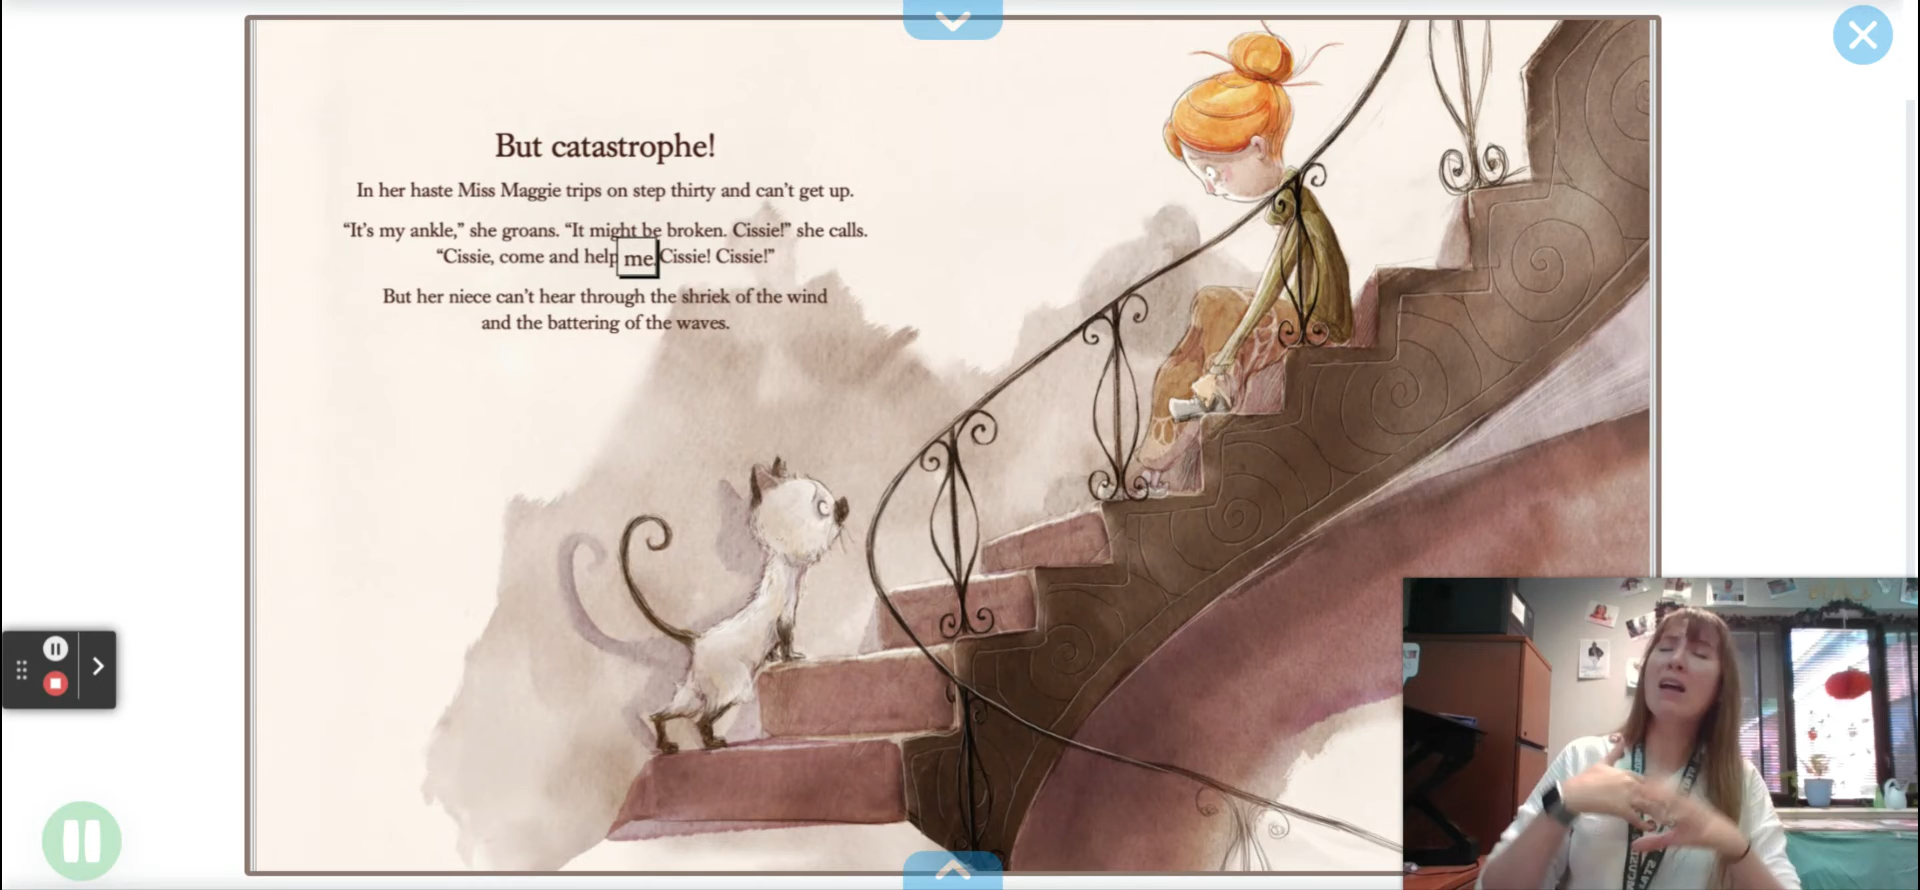 But catastrophe!
In her haste Miss Maggie trips on step thirty and can't get up.
“It's my ankle,” she groans. “It might be broken. Cissie!” she calls.
“Cissie, come and help me. Cissie! Cissie!”
But her niece can't hear through the shriek of the wind
and the battering of the waves.